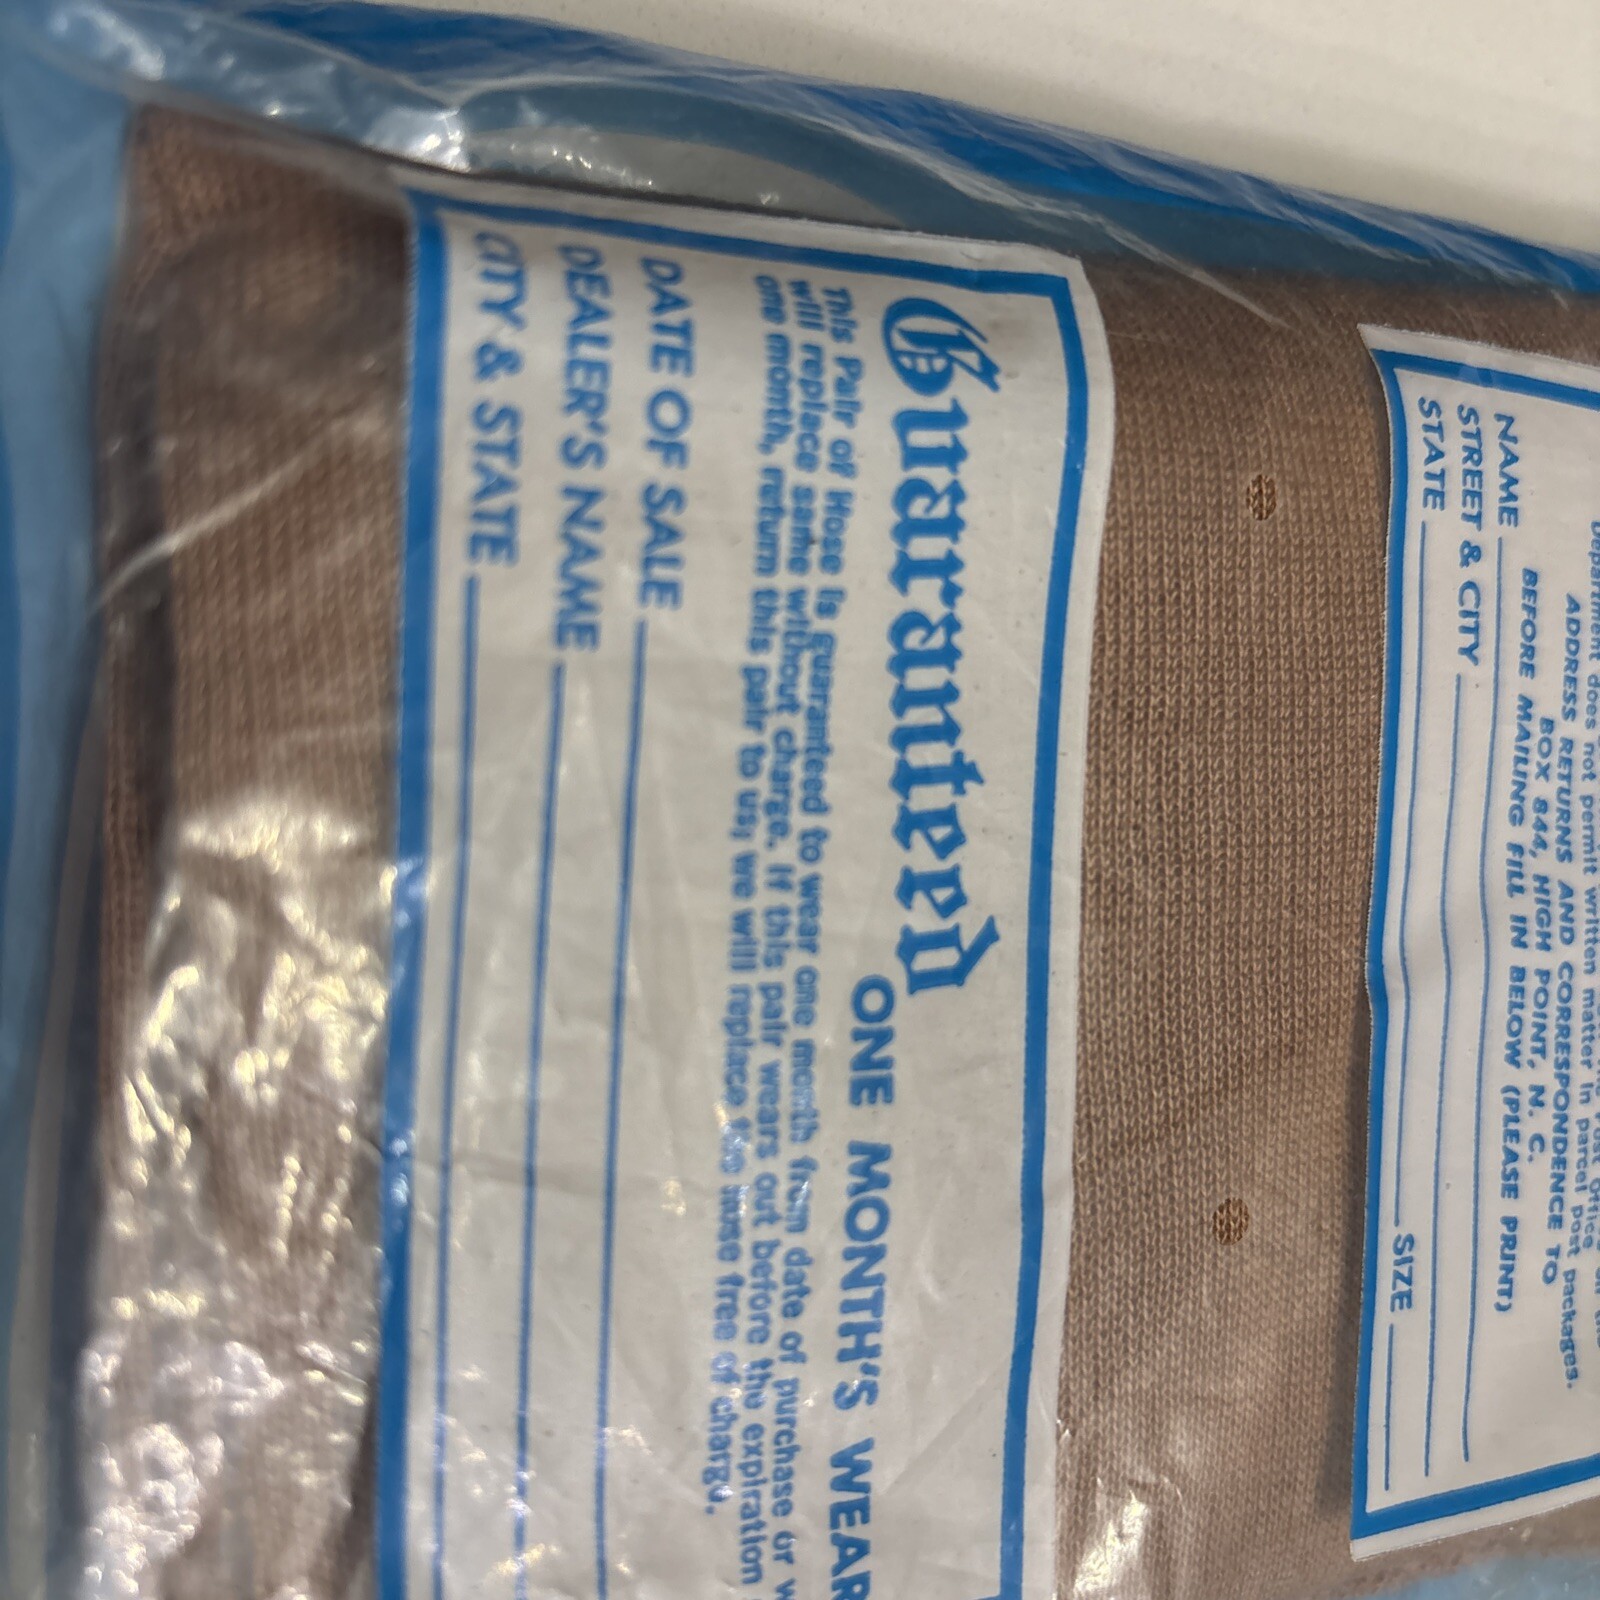 Guaranteed
ONE MONTH'S WEAR
This Pair of Hose is guaranteed to wear one month from date of purchase or
will replace same without charge. If this pair wears out before the expiration
one month, return this pair to us, we will replace the hose free of charge.
DATE OF SALE
DEALER'S NAME
CITY & STATE
Department does not permit written matter in parcel post packages.
ADDRESS RETURNS AND CORRESPONDENCE TO
BOX 844, HIGH POINT, N. C.
BEFORE MAILING FILL IN BELOW (PLEASE PRINT)
NAME
STREET & CITY
STATE SIZE